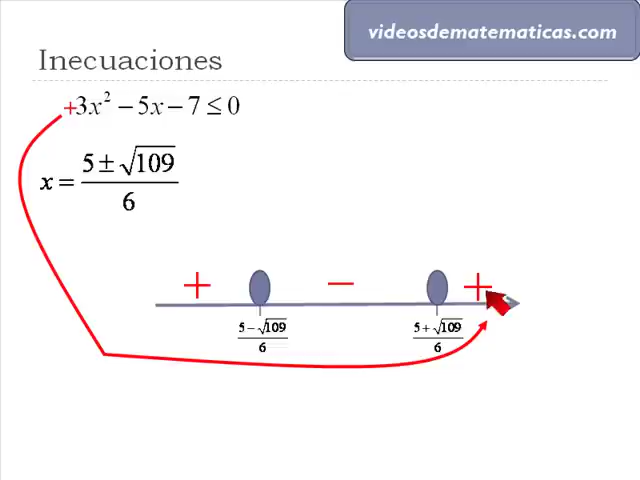 videosdematematicas.com
Inecuaciones
+3x² − 5x − 7 ≤ 0
x = (5 ± √109) / 6
+ − +
(5 − √109) / 6 (5 + √109) / 6